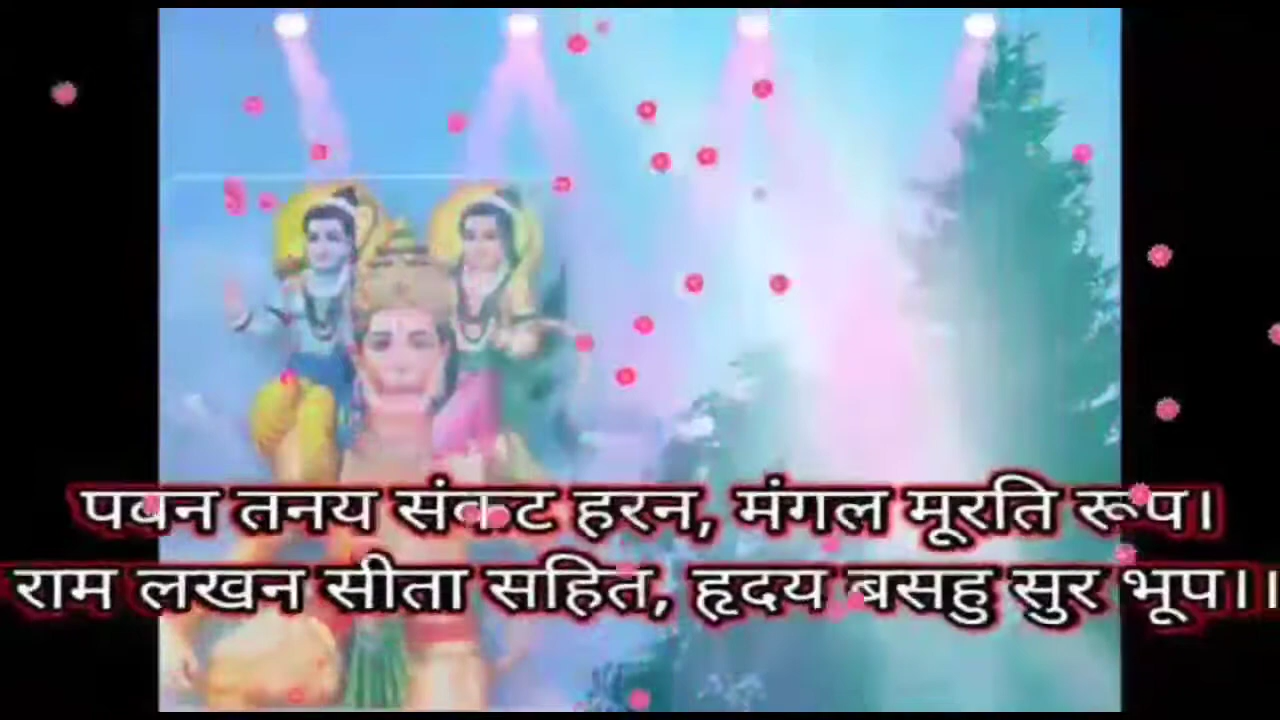 पवन तनय संकट हरन, मंगल मूरति रूप।
राम लखन सीता सहित, हृदय बसहु सुर भूप।।